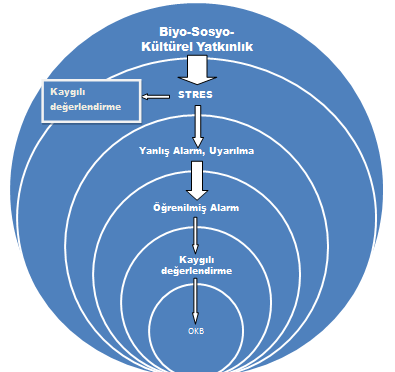 Biyo-Sosyo-
Kültürel Yatkınlık
Kaygılı
değerlendirme
STRES
Yanlış Alarm, Uyarılma
Öğrenilmiş Alarm
Kaygılı
değerlendirme
OKB